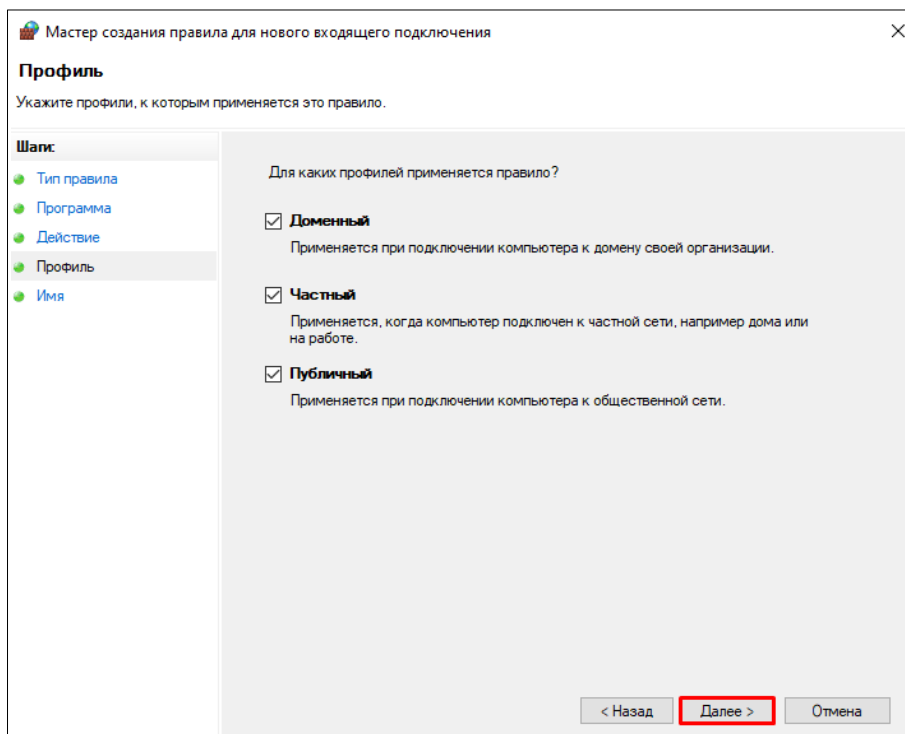 Мастер создания правила для нового входящего подключения
Профиль
Укажите профили, к которым применяется это правило.
Шаги:
Тип правила
Программа
Действие
Профиль
Имя
Для каких профилей применяется правило?
Доменный
Применяется при подключении компьютера к домену своей организации.
Частный
Применяется, когда компьютер подключен к частной сети, например дома или
на работе.
Публичный
Применяется при подключении компьютера к общественной сети.
< Назад
Далее >
Отмена